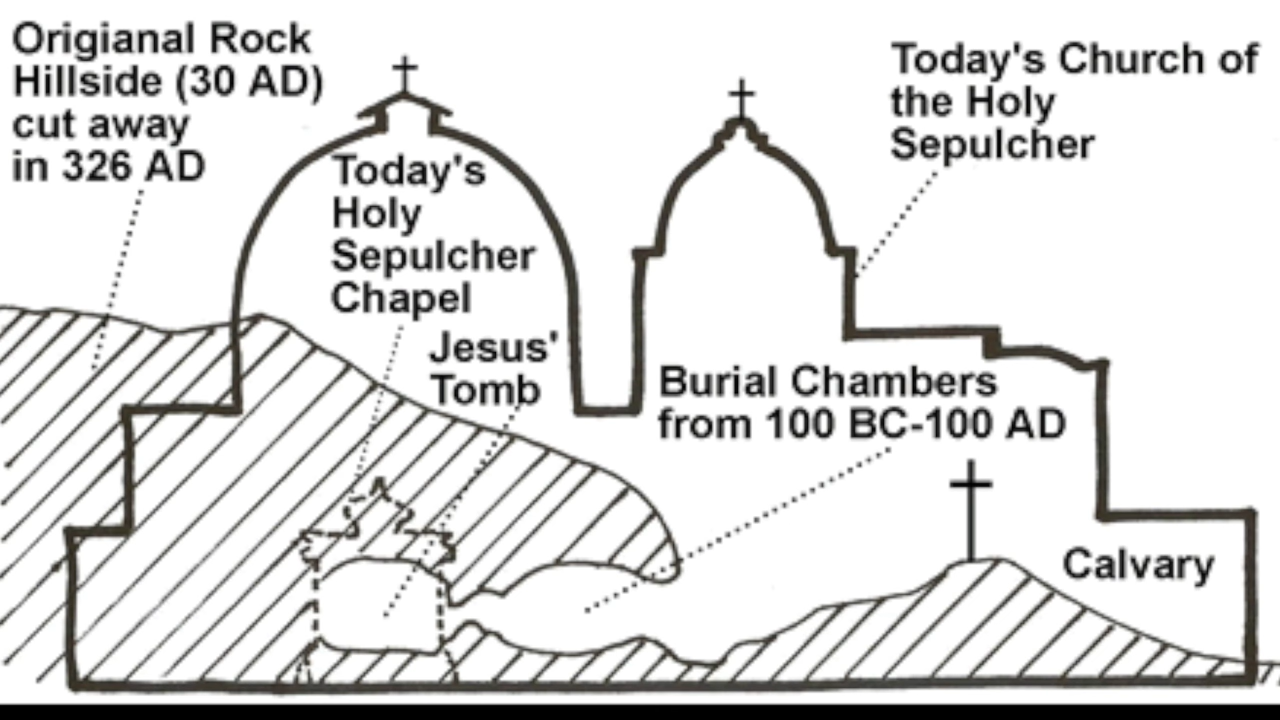 Origianal Rock
Hillside (30 AD)
cut away
in 326 AD
Today's
Holy
Sepulcher
Chapel
Jesus'
Tomb
Today's Church of
the Holy
Sepulcher
Burial Chambers
from 100 BC-100 AD
Calvary